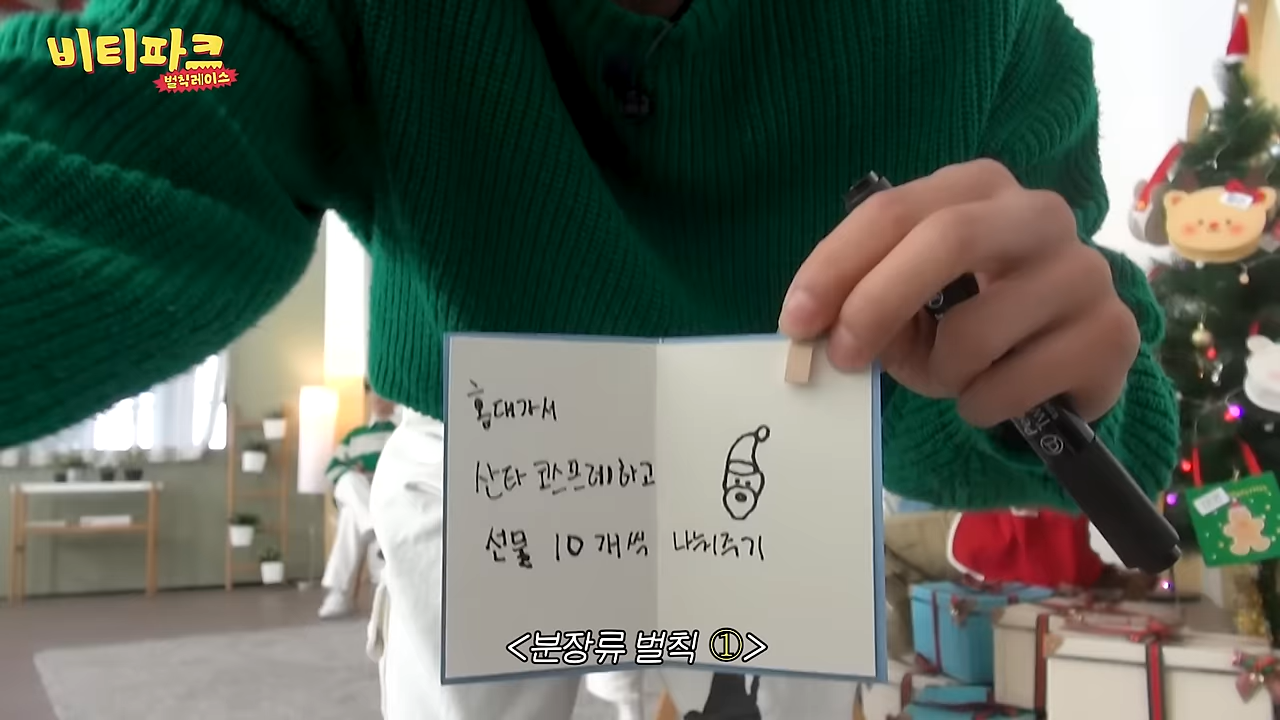 비티파크
벌칙레이스
홍대가서
산타 코스프레하고
선물 10개씩 나눠주기
<분장류 벌칙 ①>